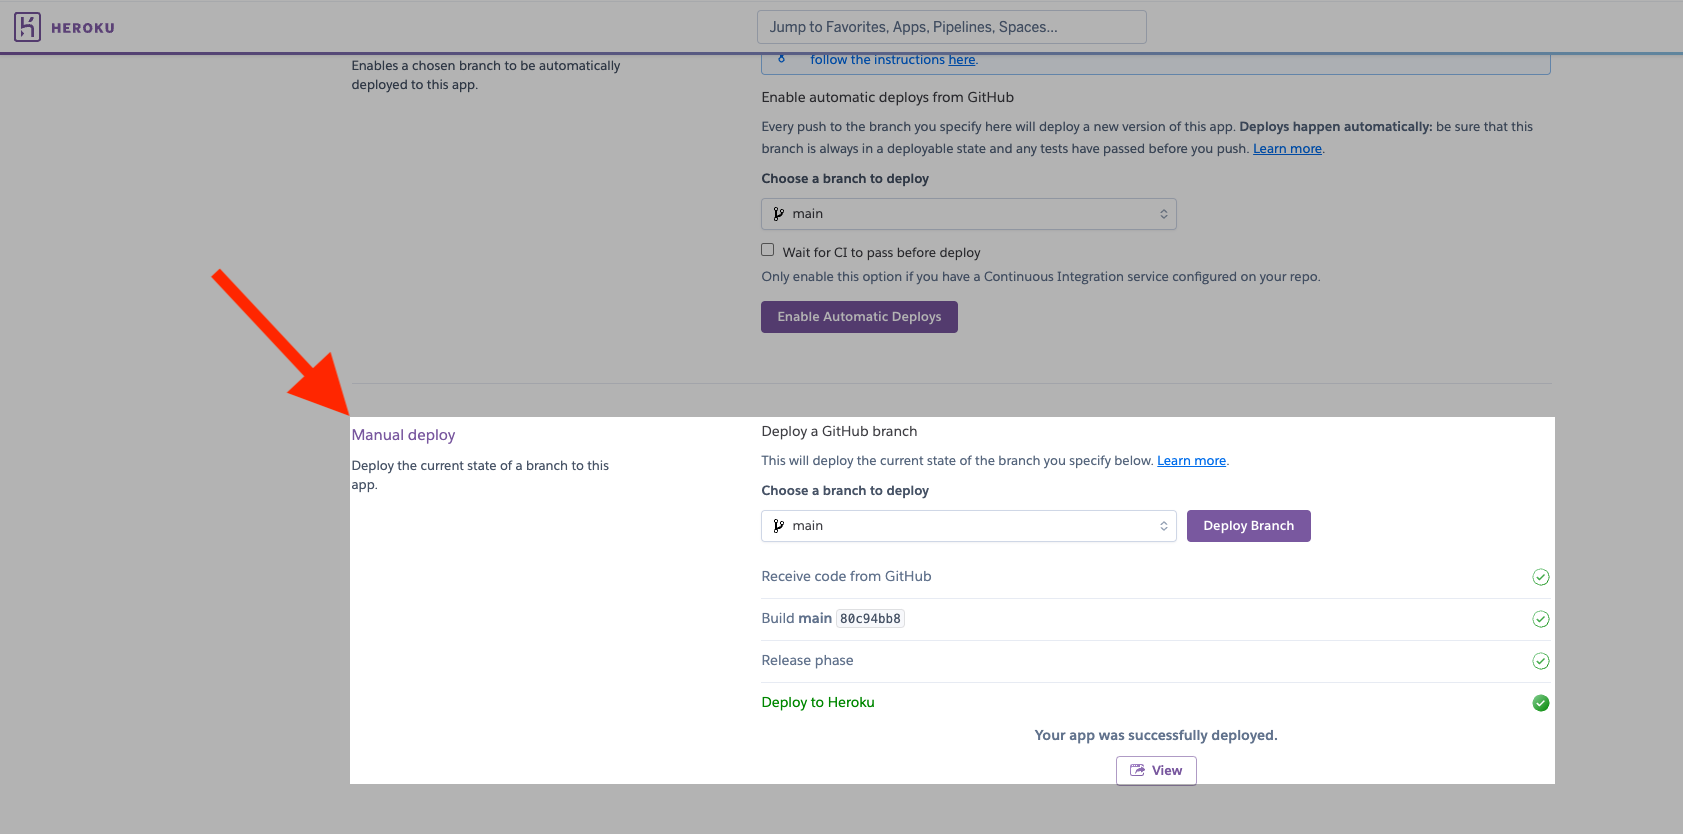 HEROKU
Jump to Favorites, Apps, Pipelines, Spaces...
Enables a chosen branch to be automatically
deployed to this app.
follow the instructions here.
Enable automatic deploys from GitHub
Every push to the branch you specify here will deploy a new version of this app. Deploys happen automatically: be sure that this
branch is always in a deployable state and any tests have passed before you push. Learn more.
Choose a branch to deploy
main
Wait for CI to pass before deploy
Only enable this option if you have a Continuous Integration service configured on your repo.
Enable Automatic Deploys
Manual deploy
Deploy the current state of a branch to this
app.
Deploy a GitHub branch
This will deploy the current state of the branch you specify below. Learn more.
Choose a branch to deploy
main
Deploy Branch
Receive code from GitHub
Build main 80c94bb8
Release phase
Deploy to Heroku
Your app was successfully deployed.
View